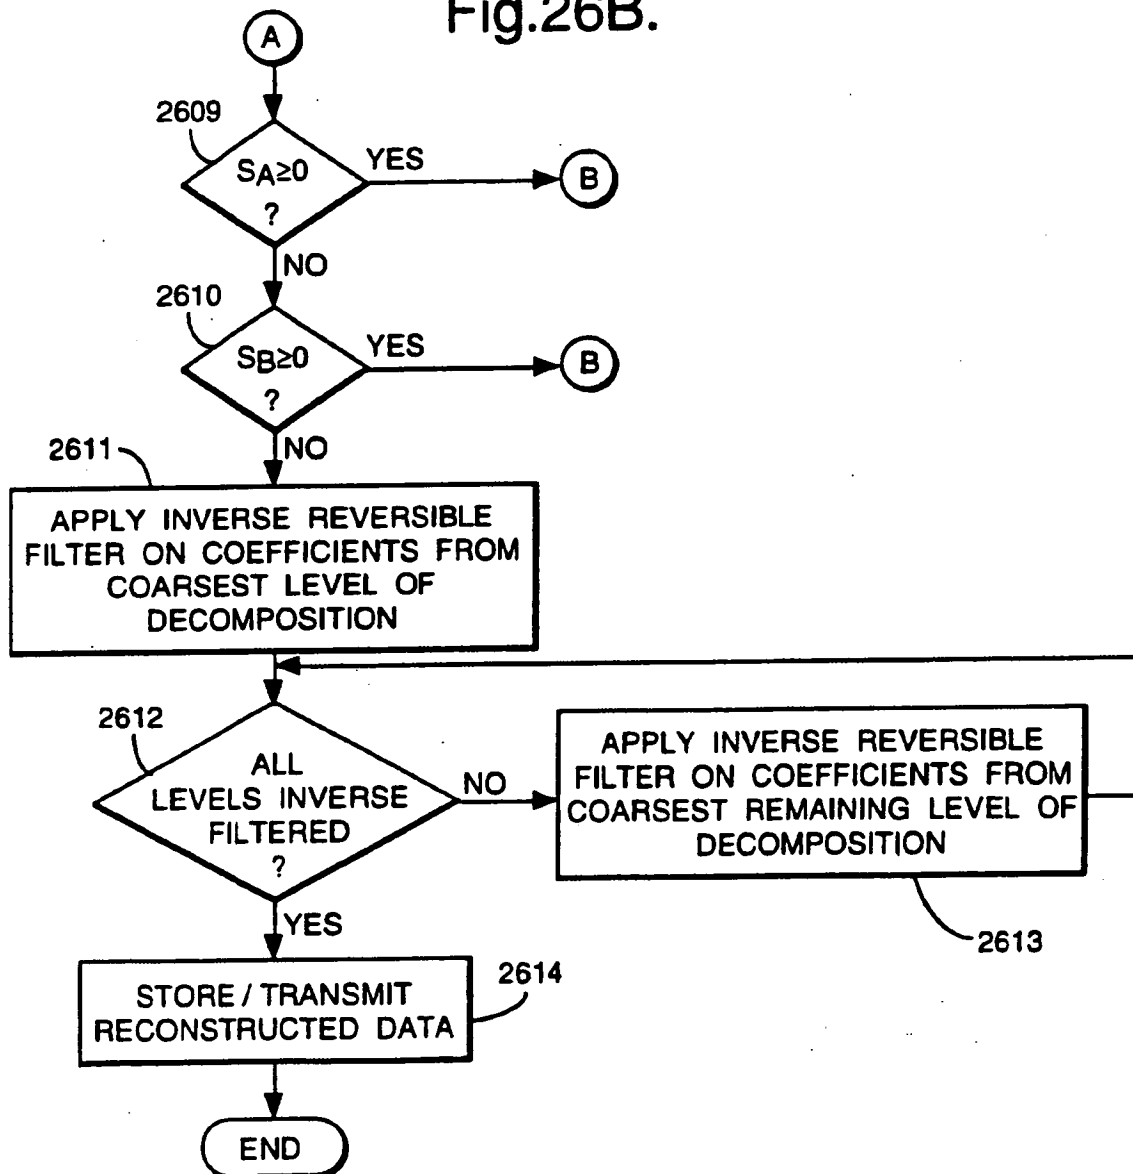 Fig.26B.
A
2609
SA≥0
?
YES
B
NO
2610
SB≥0
?
YES
B
NO
2611
APPLY INVERSE REVERSIBLE
FILTER ON COEFFICIENTS FROM
COARSEST LEVEL OF
DECOMPOSITION
2612
ALL
LEVELS INVERSE
FILTERED
?
NO
APPLY INVERSE REVERSIBLE
FILTER ON COEFFICIENTS FROM
COARSEST REMAINING LEVEL OF
DECOMPOSITION
2613
YES
2614
STORE / TRANSMIT
RECONSTRUCTED DATA
END